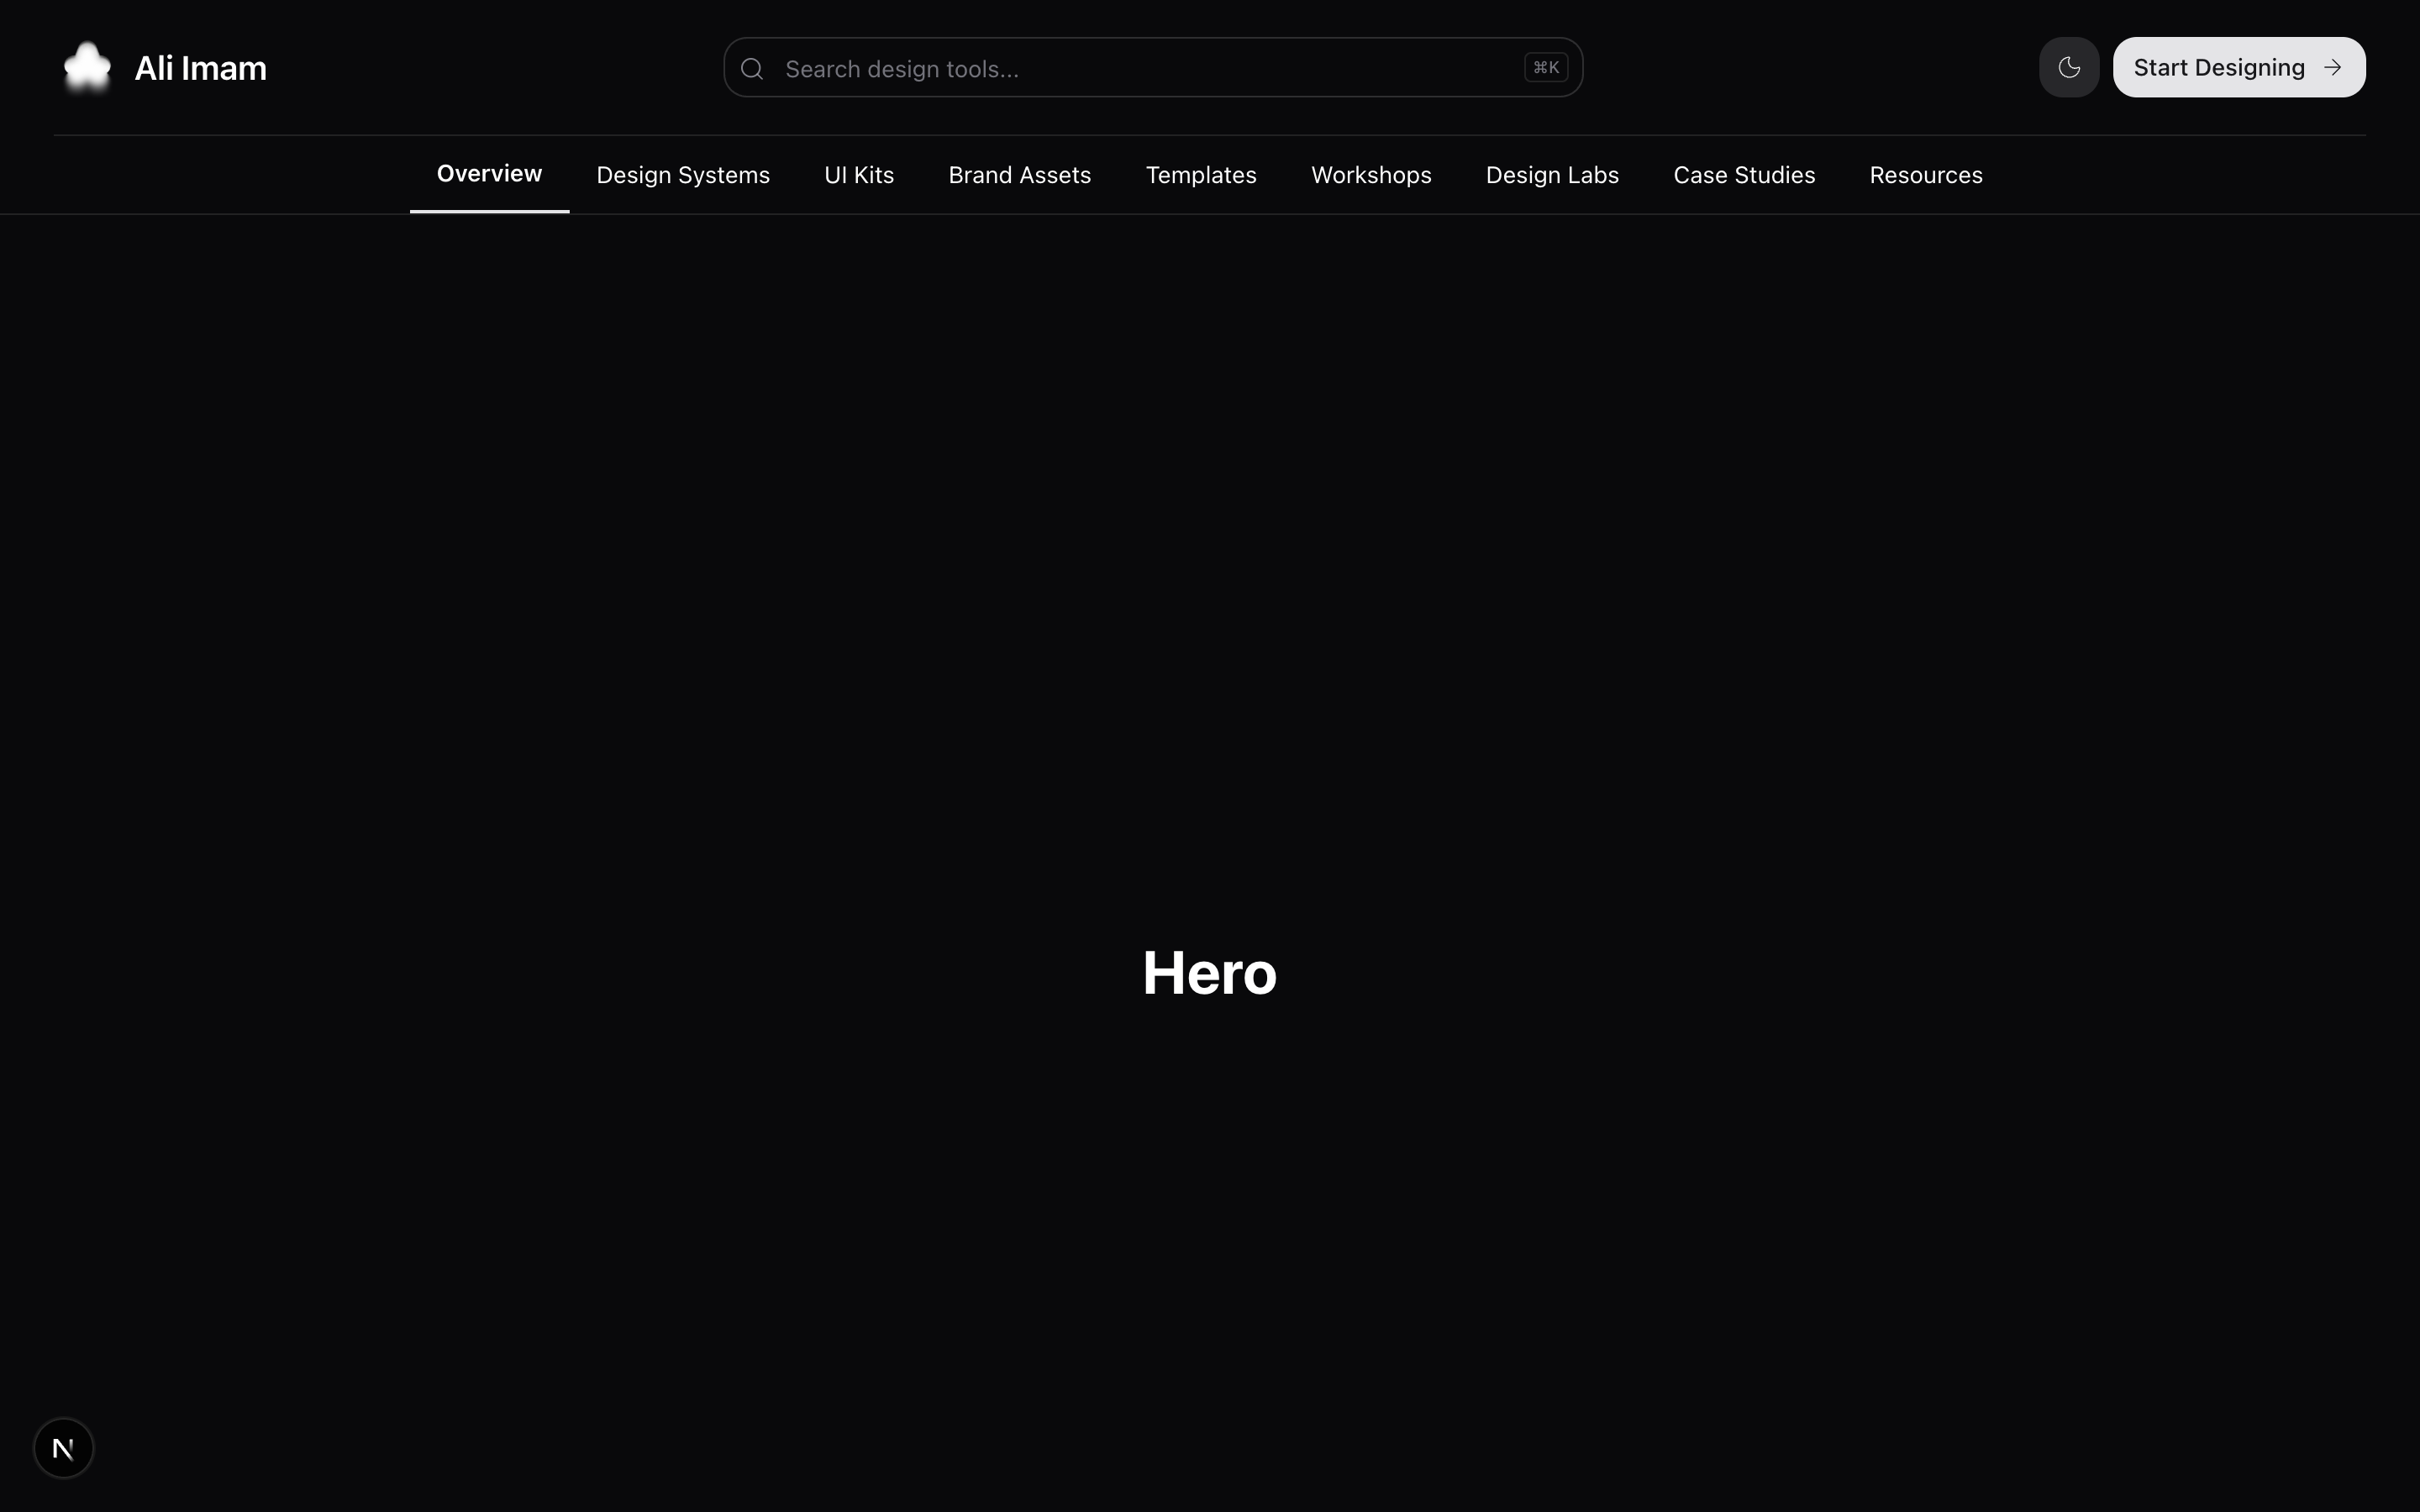 Ali Imam
Search design tools...
⌘K
Start Designing
Overview
Design Systems
UI Kits
Brand Assets
Templates
Workshops
Design Labs
Case Studies
Resources
Hero
N